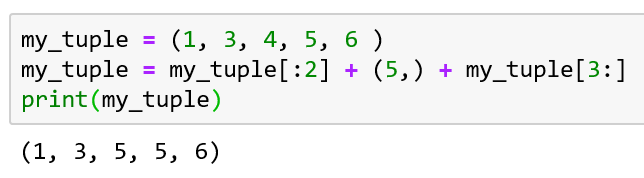 my_tuple = (1, 3, 4, 5, 6 )
my_tuple = my_tuple[:2] + (5,) + my_tuple[3:]
print(my_tuple)
(1, 3, 5, 5, 6)